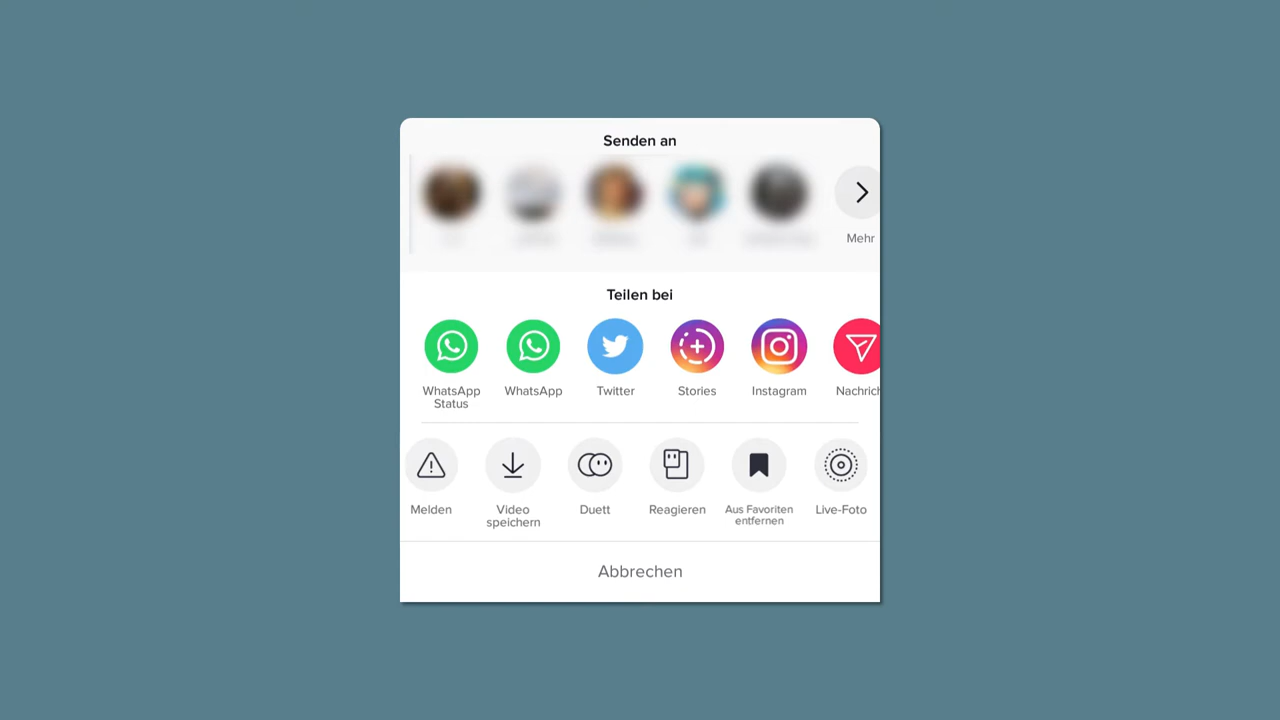 Senden an
Mehr
Teilen bei
WhatsApp
Status
WhatsApp
Twitter
Stories
Instagram
Nachrich
Melden
Video
speichern
Duett
Reagieren
Aus Favoriten
entfernen
Live-Foto
Abbrechen